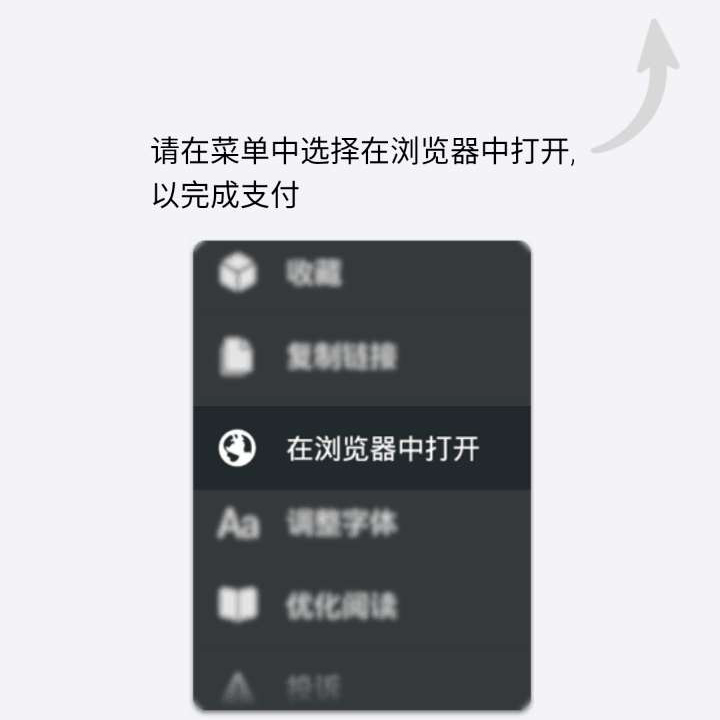 请在菜单中选择在浏览器中打开,
以完成支付
收藏
复制链接
在浏览器中打开
Aa 调整字体
优化阅读
投诉